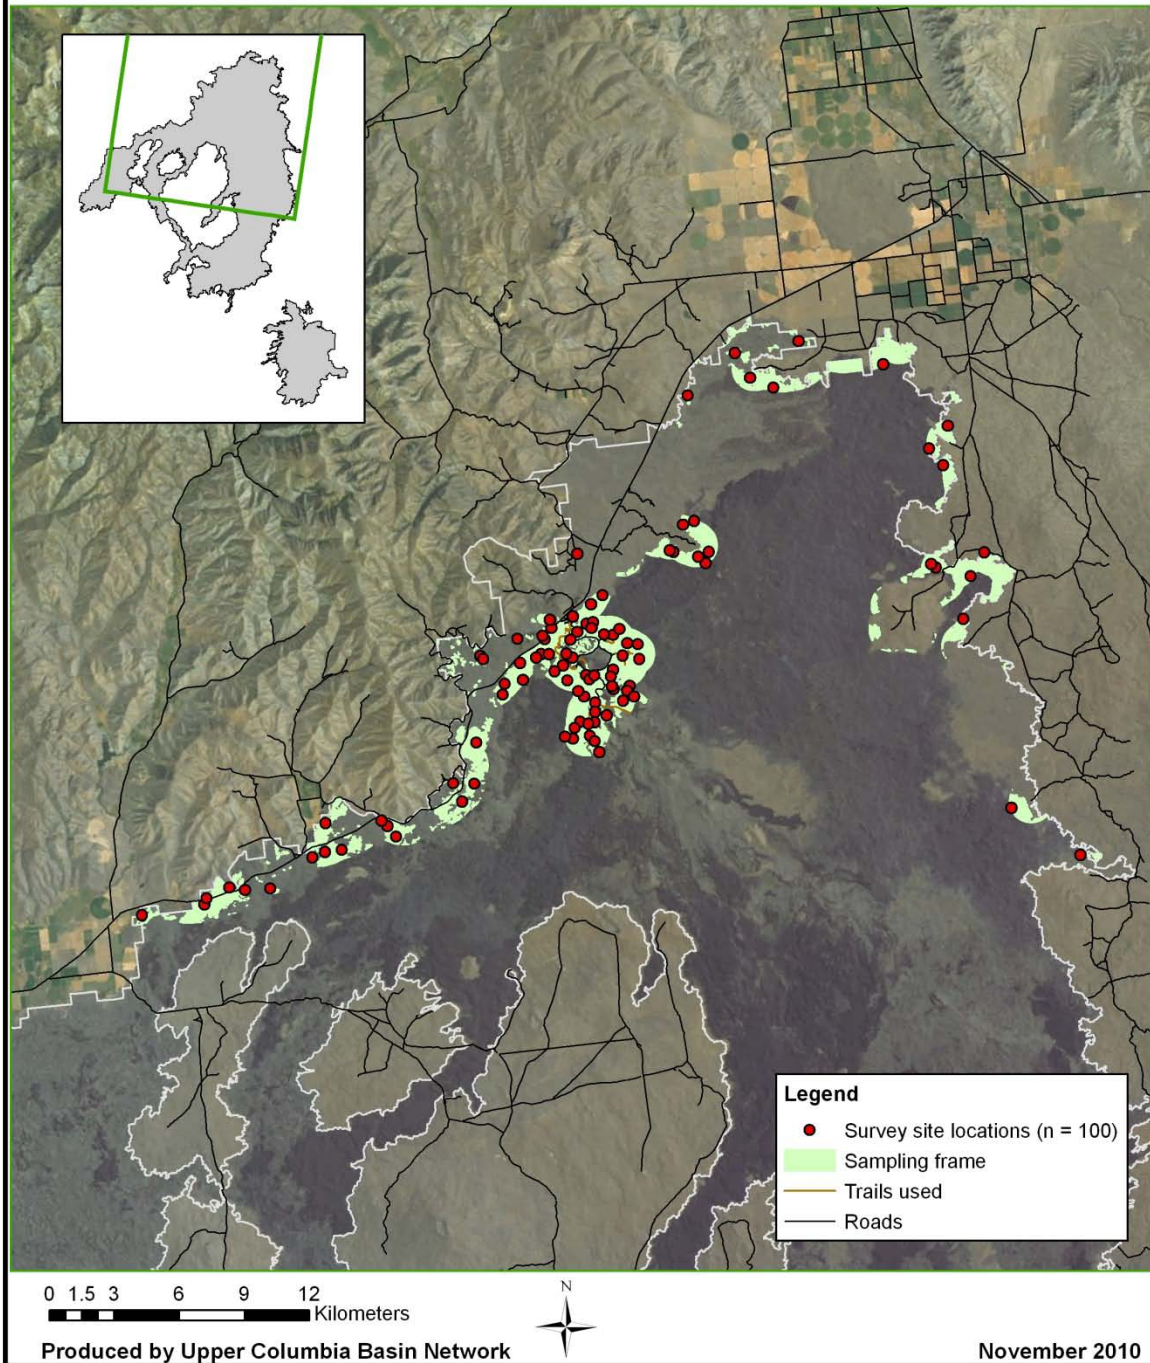 Legend
Survey site locations (n = 100)
Sampling frame
Trails used
Roads
0 1.5 3 6 9 12
Kilometers
N
Produced by Upper Columbia Basin Network
November 2010